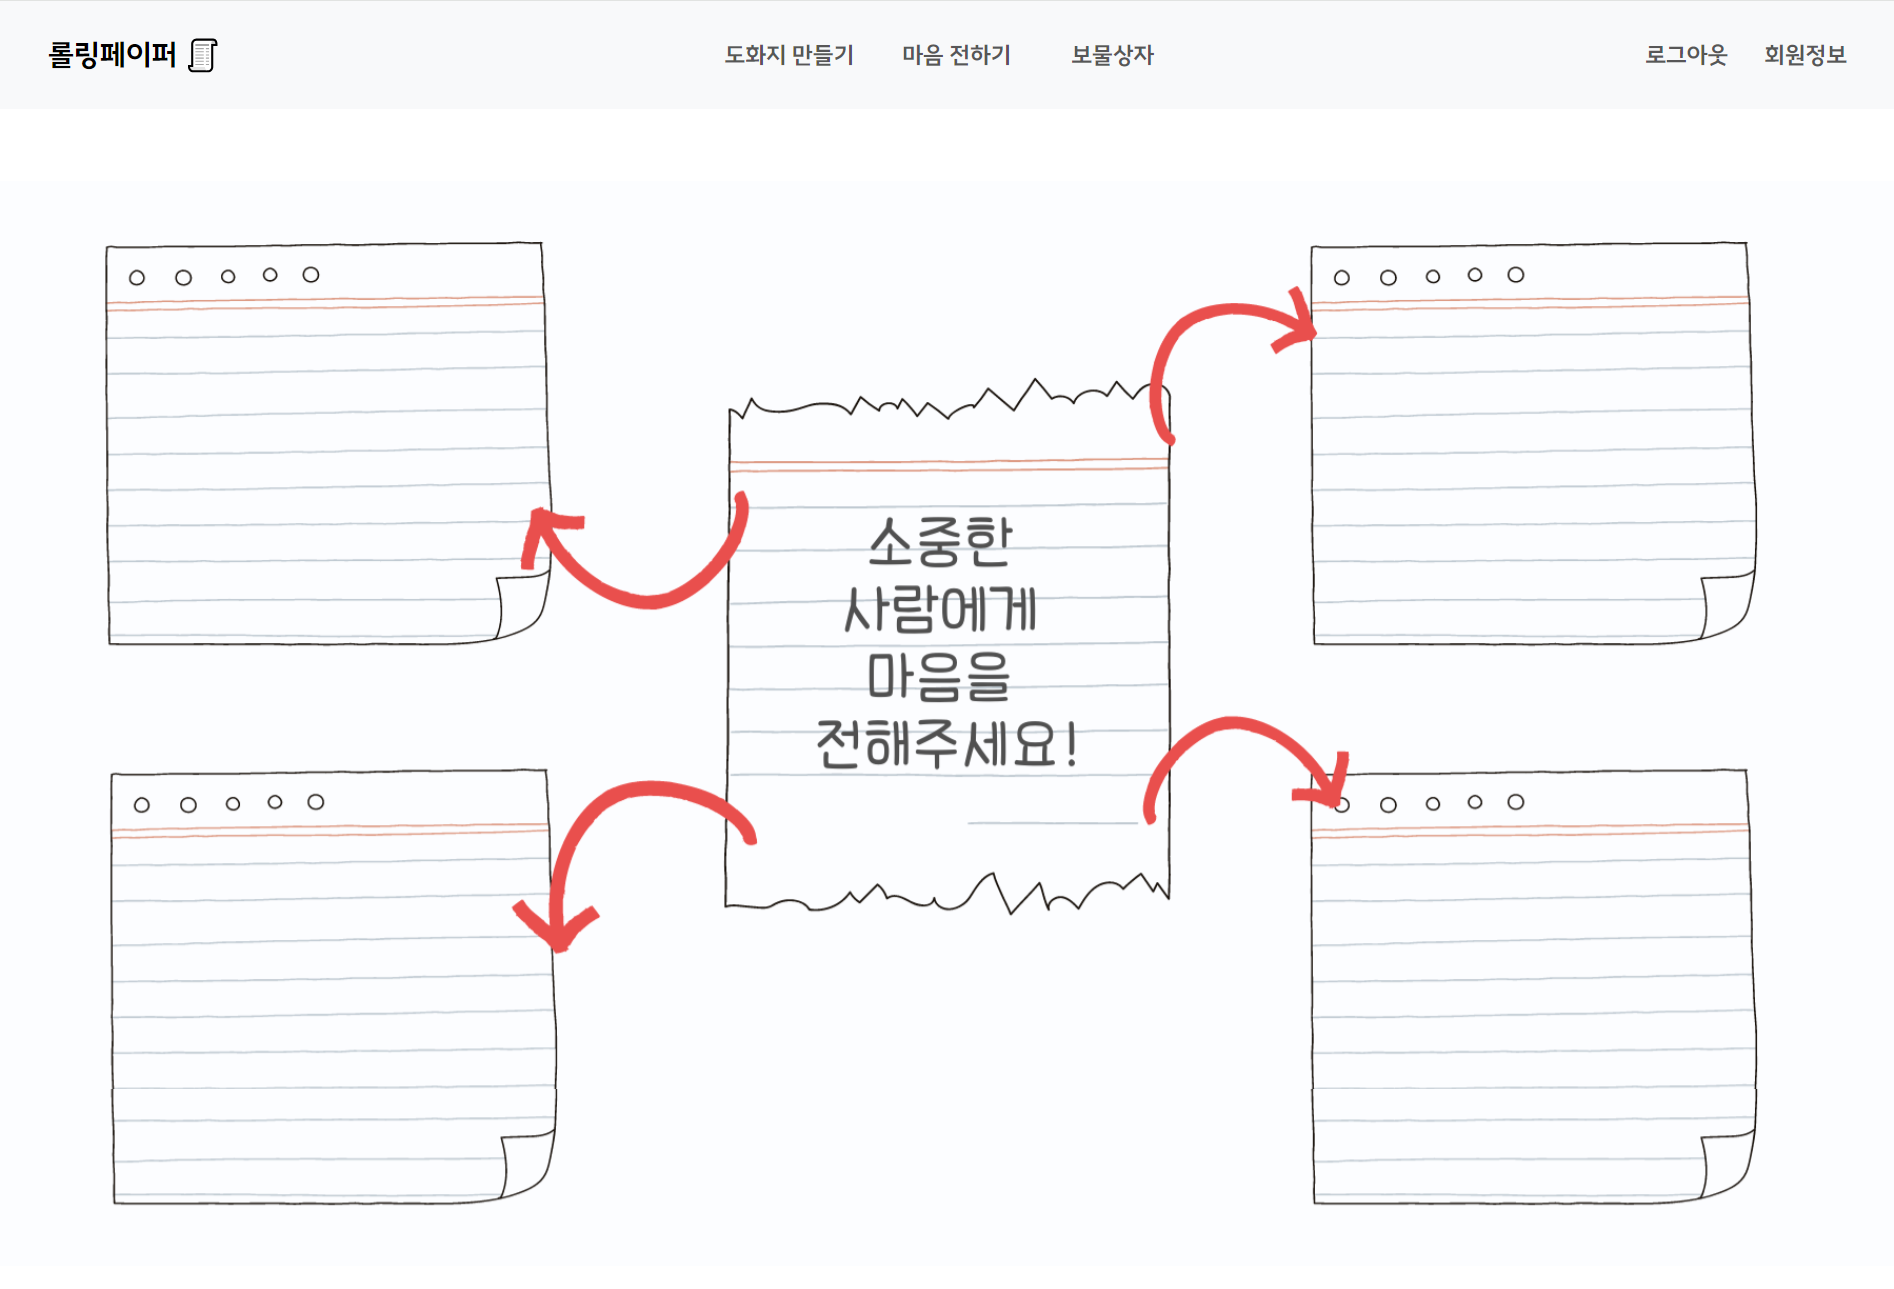 롤링페이퍼
도화지 만들기 마음 전하기 보물상자
로그아웃 회원정보
소중한
사람에게
마음을
전해주세요!